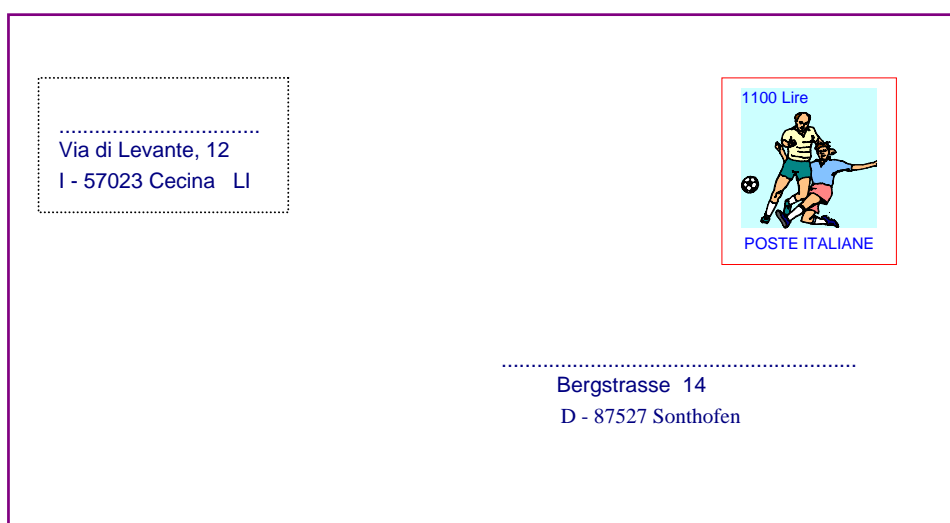 ..................................
Via di Levante, 12
I - 57023 Cecina LI
1100 Lire
POSTE ITALIANE
............................................................
Bergstrasse 14
D - 87527 Sonthofen